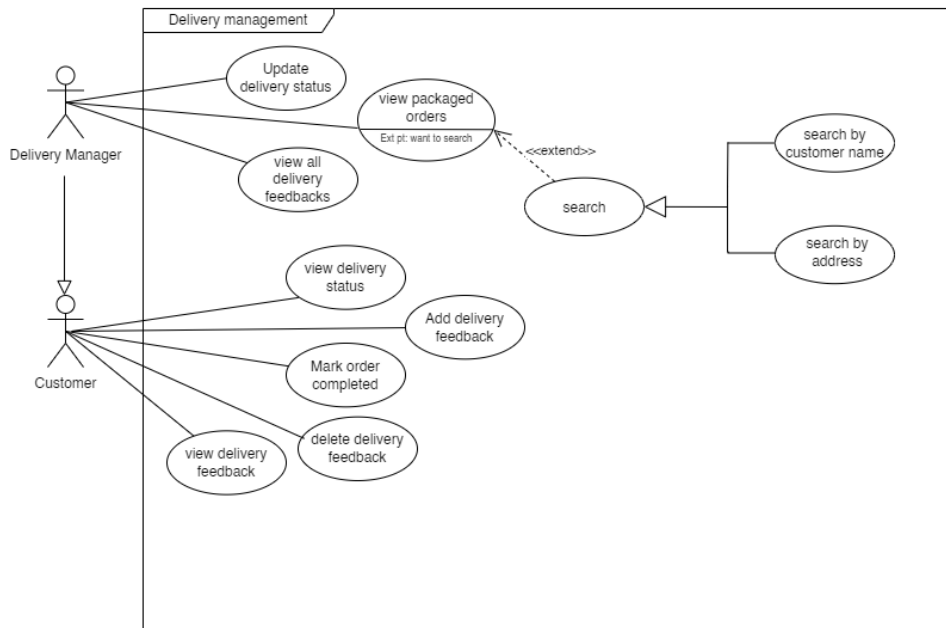 Delivery management
Update
delivery status
view packaged
orders
Ext pt: want to search
Delivery Manager
view all
delivery
feedbacks
<<extend>>
search
search by
customer name
search by
address
view delivery
status
Add delivery
feedback
Customer
Mark order
completed
view delivery
feedback
delete delivery
feedback